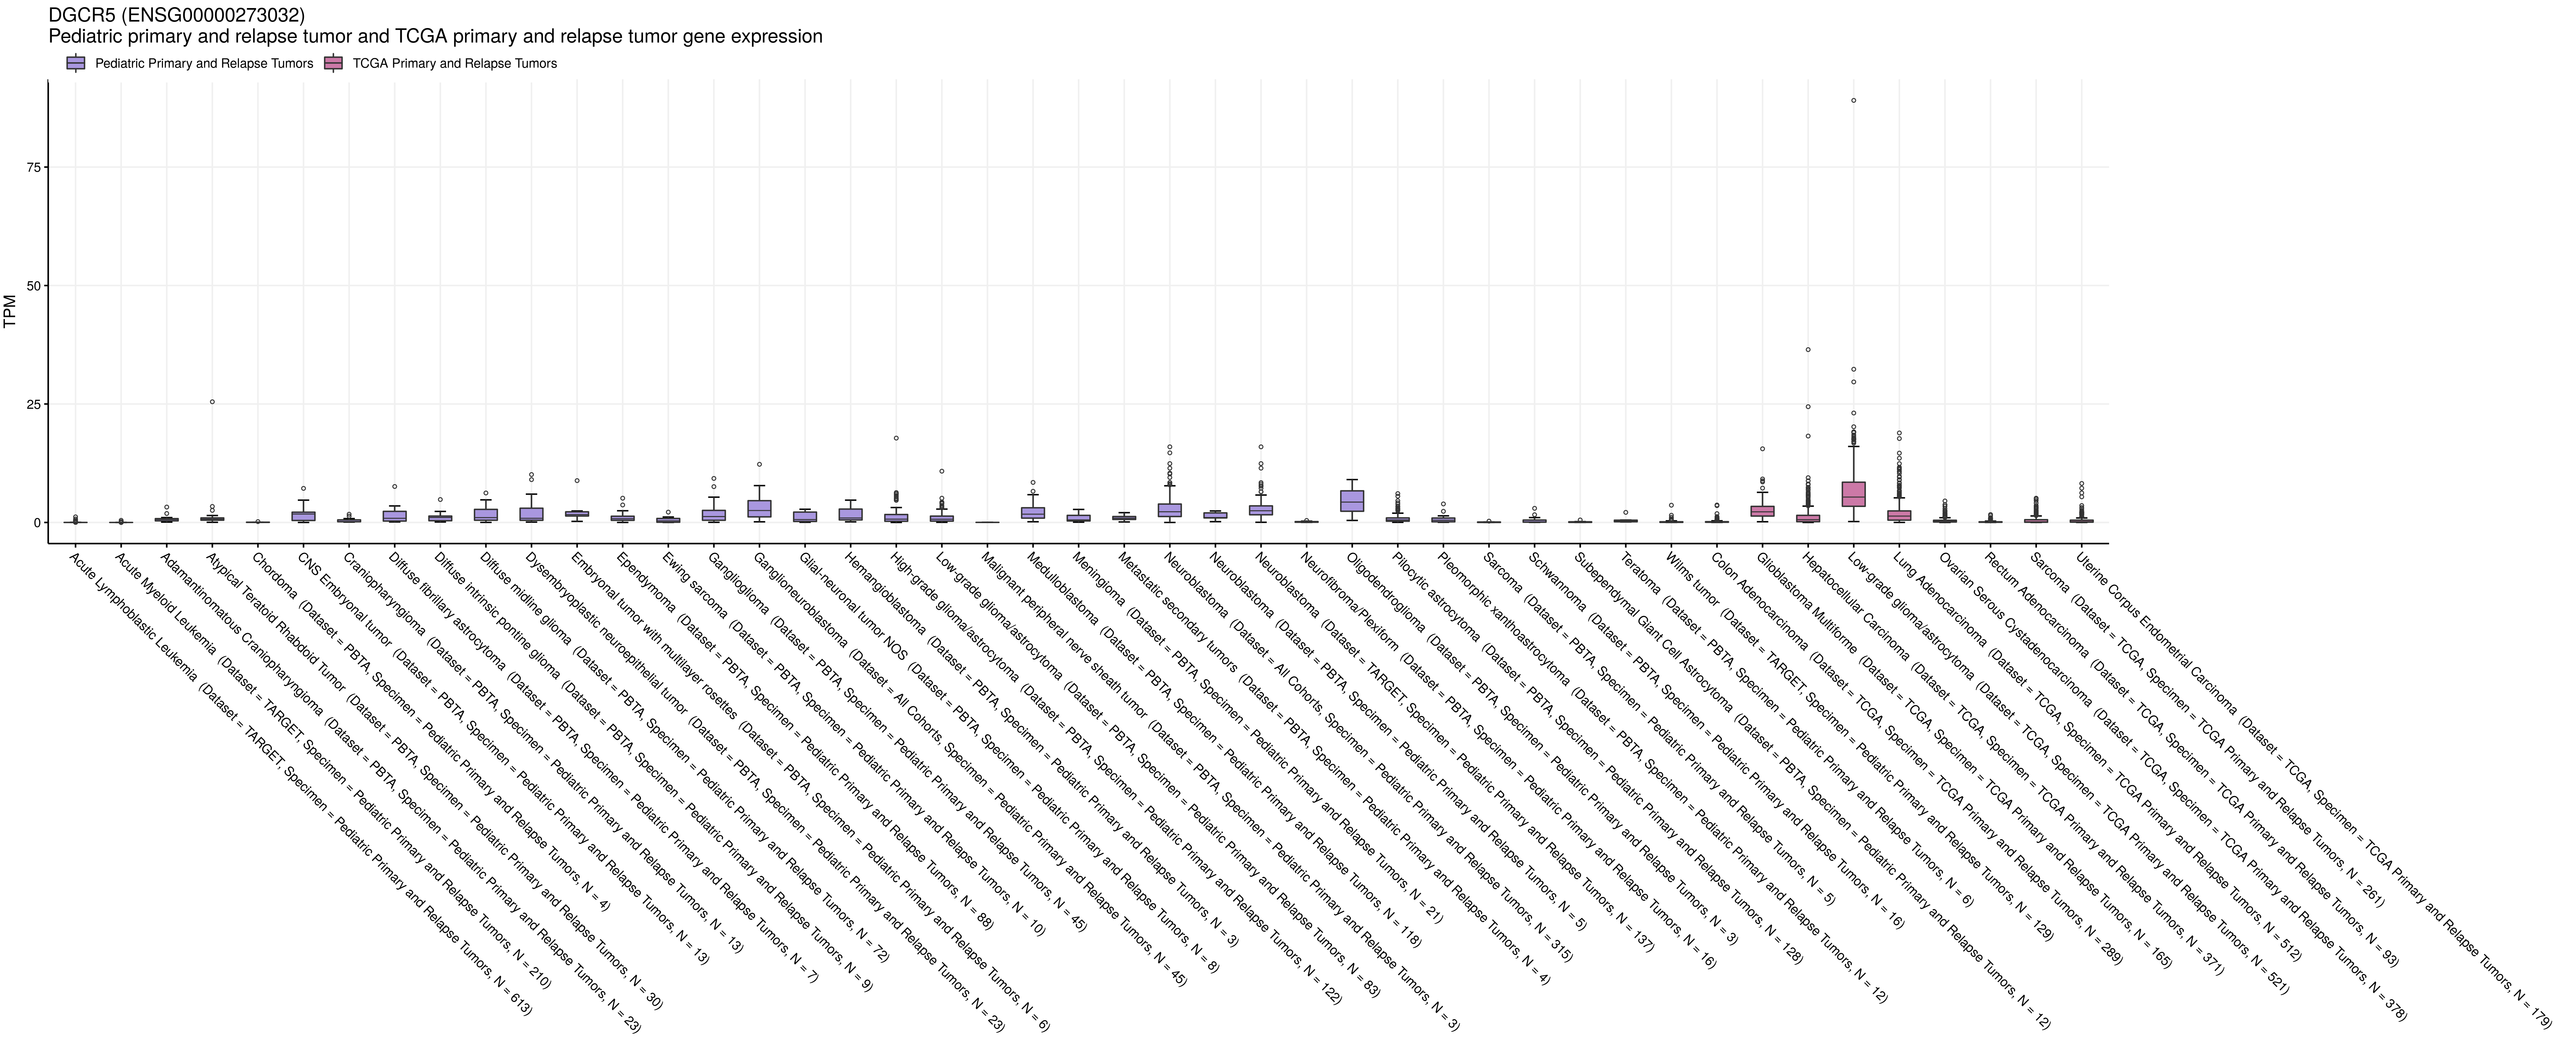 DGCR5 (ENSG00000273032)
Pediatric primary and relapse tumor and TCGA primary and relapse tumor gene expression
Pediatric Primary and Relapse Tumors
TCGA Primary and Relapse Tumors
TPM
75
50
25
0
Acute Lymphoblastic Leukemia (Dataset = TARGET, Specimen = Pediatric Primary and Relapse Tumors, N = 613)
Acute Myeloid Leukemia (Dataset = TARGET, Specimen = Pediatric Primary and Relapse Tumors, N = 210)
Adamantinomatous Craniopharyngioma (Dataset = PBTA, Specimen = Pediatric Primary and Relapse Tumors, N = 23)
Atypical Teratoid Rhabdoid Tumor (Dataset = PBTA, Specimen = Pediatric Primary and Relapse Tumors, N = 30)
Chordoma (Dataset = PBTA, Specimen = Pediatric Primary and Relapse Tumors, N = 4)
CNS Embryonal tumor (Dataset = PBTA, Specimen = Pediatric Primary and Relapse Tumors, N = 13)
Craniopharyngioma (Dataset = PBTA, Specimen = Pediatric Primary and Relapse Tumors, N = 13)
Diffuse fibrillary astrocytoma (Dataset = PBTA, Specimen = Pediatric Primary and Relapse Tumors, N = 7)
Diffuse intrinsic pontine glioma (Dataset = PBTA, Specimen = Pediatric Primary and Relapse Tumors, N = 9)
Diffuse midline glioma (Dataset = PBTA, Specimen = Pediatric Primary and Relapse Tumors, N = 72)
Dysembryoplastic neuroepithelial tumor (Dataset = PBTA, Specimen = Pediatric Primary and Relapse Tumors, N = 23)
Embryonal tumor with multilayer rosettes (Dataset = PBTA, Specimen = Pediatric Primary and Relapse Tumors, N = 6)
Ependymoma (Dataset = PBTA, Specimen = Pediatric Primary and Relapse Tumors, N = 88)
Ewing sarcoma (Dataset = PBTA, Specimen = Pediatric Primary and Relapse Tumors, N = 10)
Ganglioglioma (Dataset = PBTA, Specimen = Pediatric Primary and Relapse Tumors, N = 45)
Ganglioneuroblastoma (Dataset = All Cohorts, Specimen = Pediatric Primary and Relapse Tumors, N = 45)
Glial-neuronal tumor NOS (Dataset = PBTA, Specimen = Pediatric Primary and Relapse Tumors, N = 8)
Hemangioblastoma (Dataset = PBTA, Specimen = Pediatric Primary and Relapse Tumors, N = 3)
High-grade glioma/astrocytoma (Dataset = PBTA, Specimen = Pediatric Primary and Relapse Tumors, N = 122)
Low-grade glioma/astrocytoma (Dataset = PBTA, Specimen = Pediatric Primary and Relapse Tumors, N = 83)
Malignant peripheral nerve sheath tumor (Dataset = PBTA, Specimen = Pediatric Primary and Relapse Tumors, N = 3)
Medulloblastoma (Dataset = PBTA, Specimen = Pediatric Primary and Relapse Tumors, N = 118)
Meningioma (Dataset = PBTA, Specimen = Pediatric Primary and Relapse Tumors, N = 21)
Metastatic secondary tumors (Dataset = PBTA, Specimen = Pediatric Primary and Relapse Tumors, N = 4)
Neuroblastoma (Dataset = All Cohorts, Specimen = Pediatric Primary and Relapse Tumors, N = 315)
Neuroblastoma (Dataset = PBTA, Specimen = Pediatric Primary and Relapse Tumors, N = 5)
Neuroblastoma (Dataset = TARGET, Specimen = Pediatric Primary and Relapse Tumors, N = 137)
Neurofibroma/Plexiform (Dataset = PBTA, Specimen = Pediatric Primary and Relapse Tumors, N = 16)
Oligodendroglioma (Dataset = PBTA, Specimen = Pediatric Primary and Relapse Tumors, N = 3)
Pilocytic astrocytoma (Dataset = PBTA, Specimen = Pediatric Primary and Relapse Tumors, N = 128)
Pleomorphic xanthoastrocytoma (Dataset = PBTA, Specimen = Pediatric Primary and Relapse Tumors, N = 12)
Sarcoma (Dataset = PBTA, Specimen = Pediatric Primary and Relapse Tumors, N = 5)
Schwannoma (Dataset = PBTA, Specimen = Pediatric Primary and Relapse Tumors, N = 16)
Subependymal Giant Cell Astrocytoma (Dataset = PBTA, Specimen = Pediatric Primary and Relapse Tumors, N = 12)
Teratoma (Dataset = PBTA, Specimen = Pediatric Primary and Relapse Tumors, N = 6)
Wilms tumor (Dataset = TARGET, Specimen = Pediatric Primary and Relapse Tumors, N = 129)
Colon Adenocarcinoma (Dataset = TCGA, Specimen = TCGA Primary and Relapse Tumors, N = 289)
Glioblastoma Multiforme (Dataset = TCGA, Specimen = TCGA Primary and Relapse Tumors, N = 165)
Hepatocellular Carcinoma (Dataset = TCGA, Specimen = TCGA Primary and Relapse Tumors, N = 371)
Low-grade glioma/astrocytoma (Dataset = TCGA, Specimen = TCGA Primary and Relapse Tumors, N = 521)
Lung Adenocarcinoma (Dataset = TCGA, Specimen = TCGA Primary and Relapse Tumors, N = 512)
Ovarian Serous Cystadenocarcinoma (Dataset = TCGA, Specimen = TCGA Primary and Relapse Tumors, N = 378)
Rectum Adenocarcinoma (Dataset = TCGA, Specimen = TCGA Primary and Relapse Tumors, N = 93)
Sarcoma (Dataset = TCGA, Specimen = TCGA Primary and Relapse Tumors, N = 261)
Uterine Corpus Endometrial Carcinoma (Dataset = TCGA, Specimen = TCGA Primary and Relapse Tumors, N = 179)